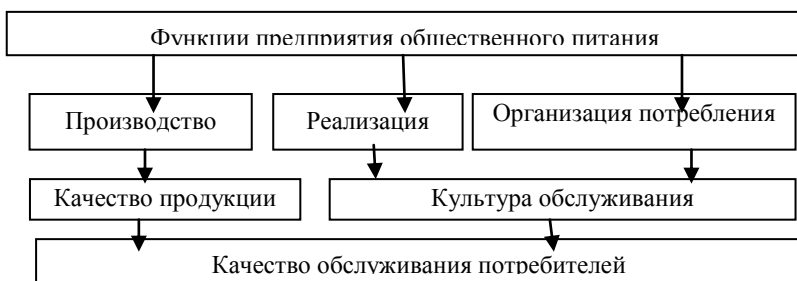 Функции предприятия общественного питания
Производство
Реализация
Организация потребления
Качество продукции
Культура обслуживания
Качество обслуживания потребителей